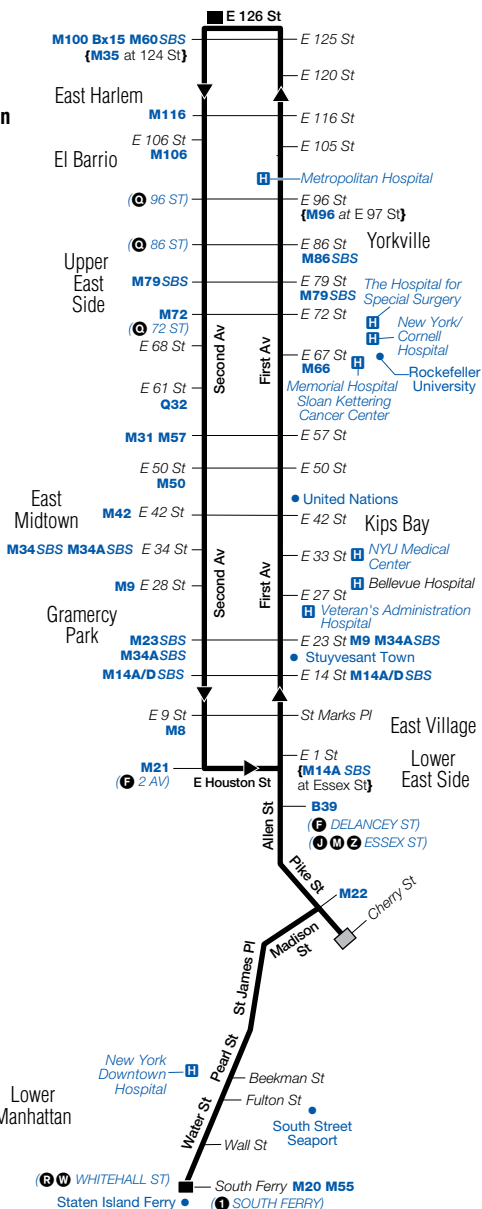 E 126 St
M100 Bx15 M60SBS
{M35 at 124 St}
E 125 St
E 120 St
East Harlem
n
M116
E 116 St
E 106 St
M106
E 105 St
El Barrio
H Metropolitan Hospital
(Q 96 ST)
E 96 St
{M96 at E 97 St}
(Q 86 ST)
E 86 St
M86SBS
Yorkville
Upper
East
Side
M79SBS
E 79 St
M79SBS
The Hospital for
Special Surgery
H
M72
(Q 72 ST)
E 72 St
New York/
Cornell
Hospital
H
E 68 St
Second Av
First Av
E 67 St
M66
H
Memorial Hospital
Sloan Kettering
Cancer Center
Rockefeller
University
E 61 St
Q32
M31 M57
E 57 St
E 50 St
M50
E 50 St
United Nations
East
Midtown
M42 E 42 St
E 42 St
Kips Bay
M34SBS M34ASBS E 34 St
E 33 St H NYU Medical
Center
Second Av
First Av
M9 E 28 St
H Bellevue Hospital
E 27 St
H Veteran's Administration
Hospital
Gramercy
Park
M23SBS
M34ASBS
E 23 St M9 M34ASBS
Stuyvesant Town
M14A/DSBS
E 14 St M14A/DSBS
E 9 St
M8
St Marks Pl
East Village
E 1 St
{M14A SBS
at Essex St}
Lower
East Side
M21
(F 2 AV)
E Houston St
Allen St
B39
(F DELANCEY ST)
(J M Z ESSEX ST)
Pike St
M22
Cherry St
Madison
St
St James Pl
Pearl St
New York
Downtown
Hospital
H
Beekman St
Fulton St
South Street
Seaport
Lower
Manhattan
Water St
Wall St
(R W WHITEHALL ST)
South Ferry M20 M55
Staten Island Ferry
(1 SOUTH FERRY)